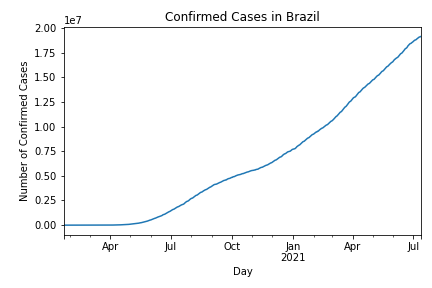 Confirmed Cases in Brazil
1e7
2.00
1.75
1.50
1.25
1.00
0.75
0.50
0.25
0.00
Number of Confirmed Cases
Apr Jul Oct Jan Apr Jul
2021
Day